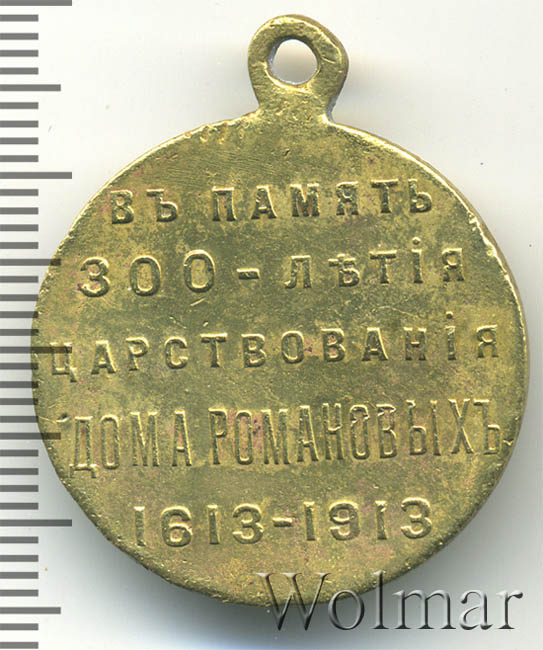 ВЪ ПАМЯТЬ
300-ЛѢТІЯ
ЦАРСТВОВАНІЯ
ДОМА РОМАНОВЫХЪ
1613-1913
Wolmar